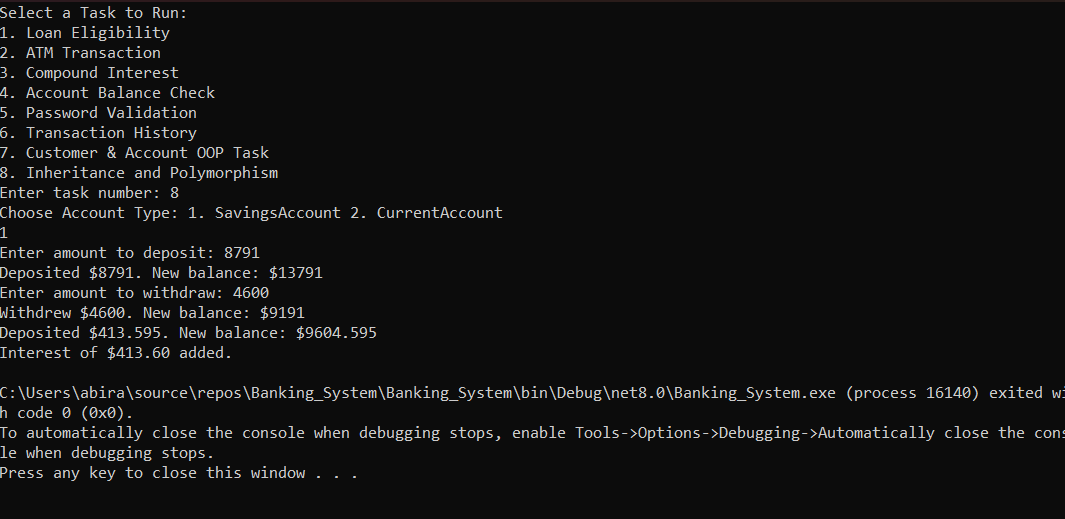 Select a Task to Run:
1. Loan Eligibility
2. ATM Transaction
3. Compound Interest
4. Account Balance Check
5. Password Validation
6. Transaction History
7. Customer & Account OOP Task
8. Inheritance and Polymorphism
Enter task number: 8
Choose Account Type: 1. SavingsAccount 2. CurrentAccount
1
Enter amount to deposit: 8791
Deposited $8791. New balance: $13791
Enter amount to withdraw: 4600
Withdrew $4600. New balance: $9191
Deposited $413.595. New balance: $9604.595
Interest of $413.60 added.
C:\Users\abira\source\repos\Banking_System\Banking_System\bin\Debug\net8.0\Banking_System.exe (process 16140) exited wi
h code 0 (0x0).
To automatically close the console when debugging stops, enable Tools->Options->Debugging->Automatically close the cons
le when debugging stops.
Press any key to close this window . . .